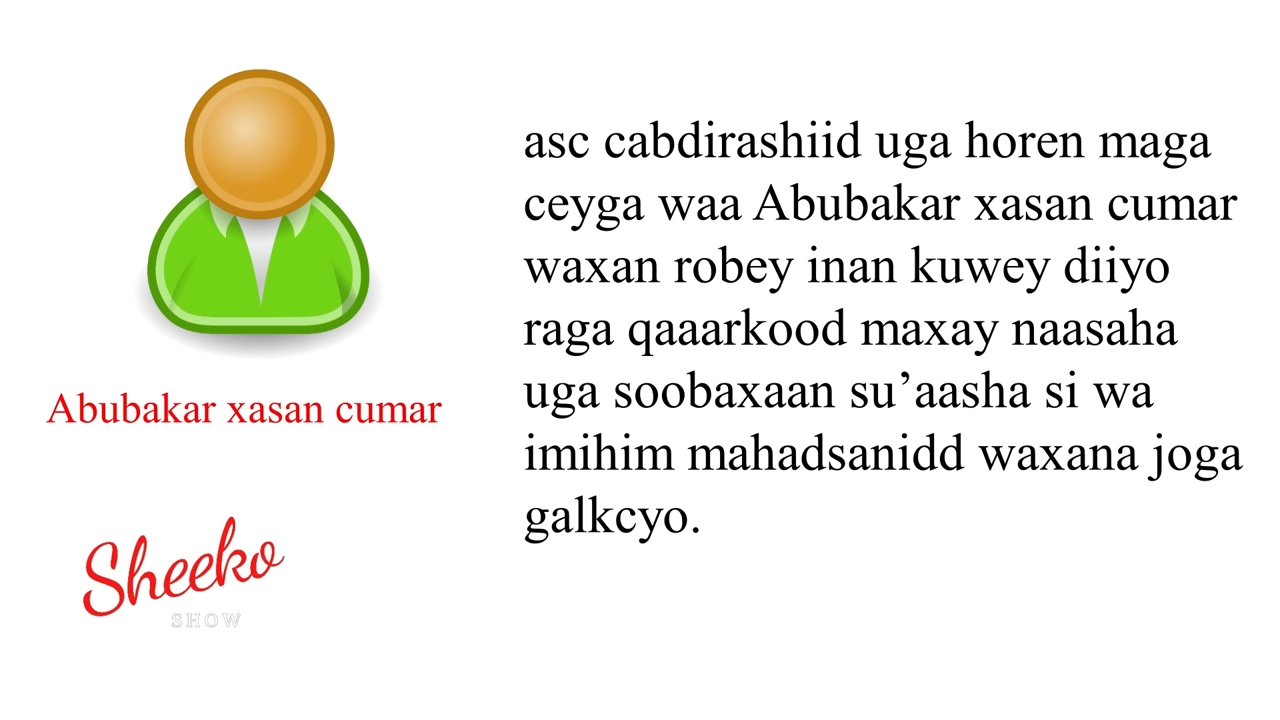 asc cabdirashiid uga horen maga
ceyga waa Abubakar xasan cumar
waxan robey inan kuwey diiyo
raga qaaarkood maxay naasaha
uga soobaxaan su’aasha si wa
imihim mahadsanidd waxana joga
galkcyo.
Abubakar xasan cumar
Sheeko
SHOW